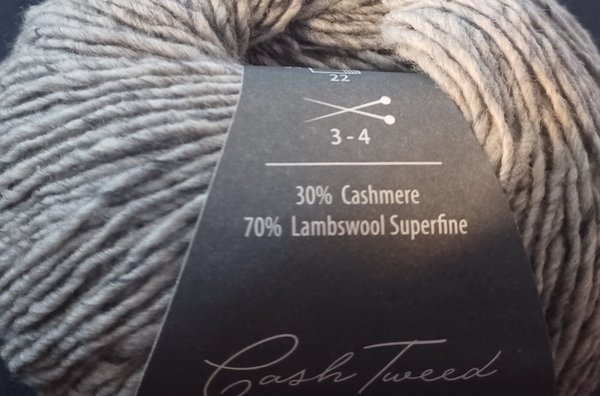 22
3 - 4
30% Cashmere
70% Lambswool Superfine
Cash Tweed